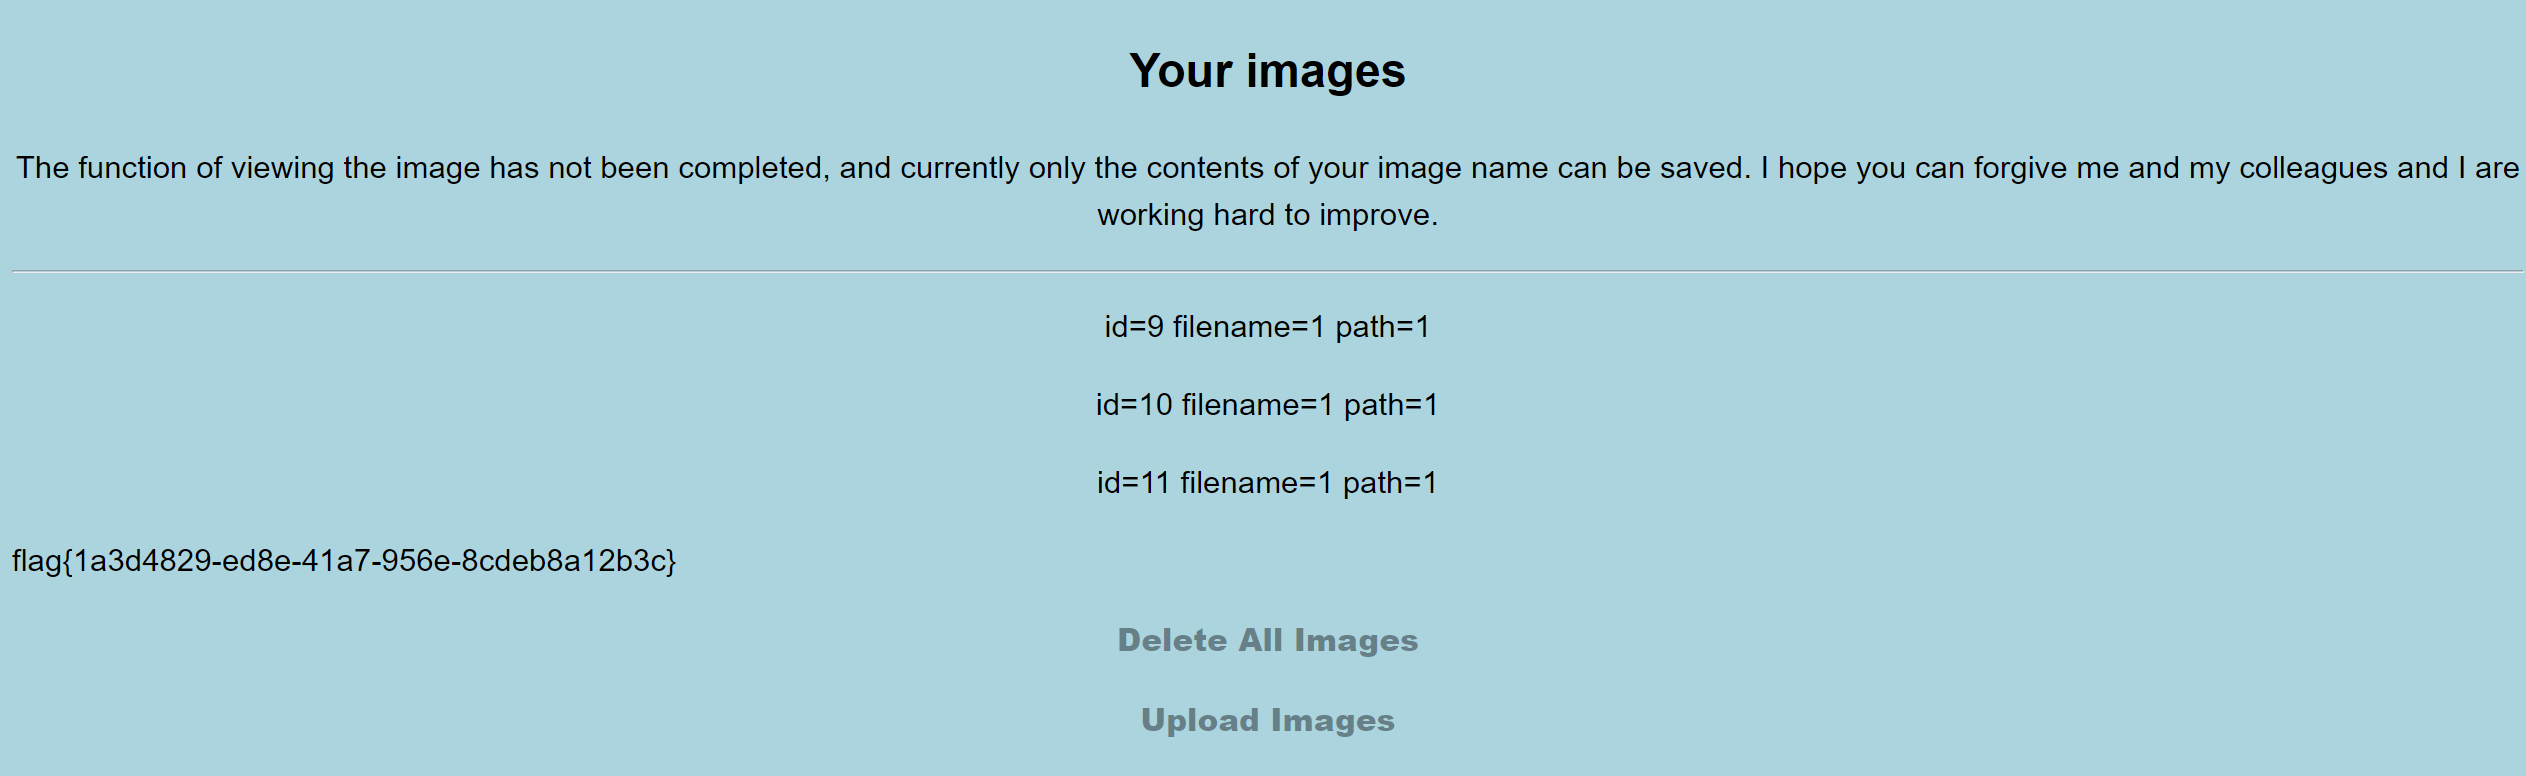 Your images
The function of viewing the image has not been completed, and currently only the contents of your image name can be saved. I hope you can forgive me and my colleagues and I are
working hard to improve.
id=9 filename=1 path=1
id=10 filename=1 path=1
id=11 filename=1 path=1
flag{1a3d4829-ed8e-41a7-956e-8cdeb8a12b3c}
Delete All Images
Upload Images